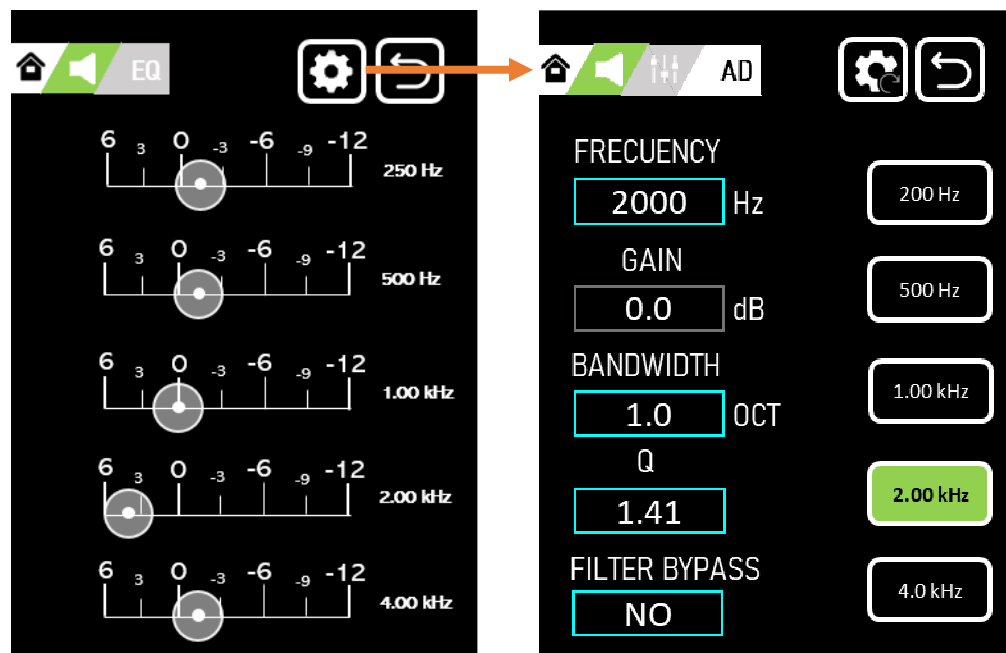 EQ
6 3 0 -3 -6 -9 -12
250 Hz
6 3 0 -3 -6 -9 -12
500 Hz
6 3 0 -3 -6 -9 -12
1.00 kHz
6 3 0 -3 -6 -9 -12
2.00 kHz
6 3 0 -3 -6 -9 -12
4.00 kHz
AD
FRECUENCY
2000 Hz
GAIN
0.0 dB
BANDWIDTH
1.0 OCT
Q
1.41
FILTER BYPASS
NO
200 Hz
500 Hz
1.00 kHz
2.00 kHz
4.0 kHz